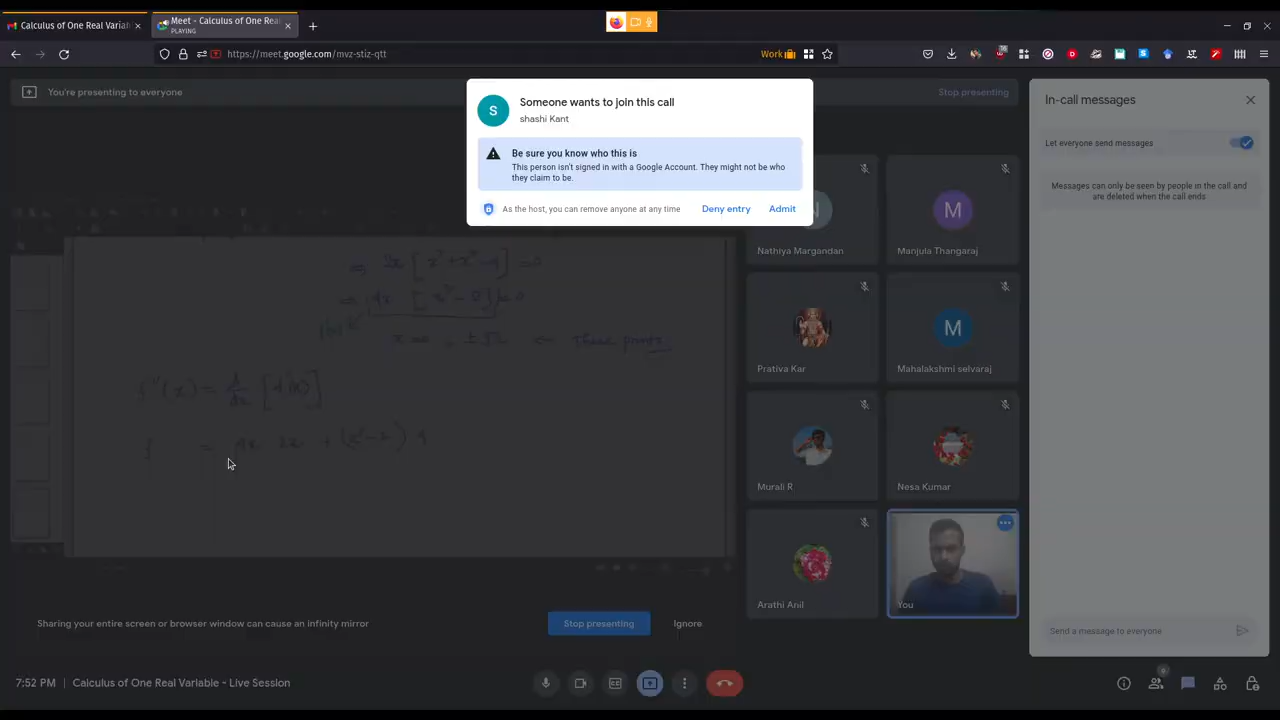 Calculus of One Real Variab
Meet - Calculus of One Rea
PLAYING
https://meet.google.com/mvz-stiz-qtt
Work
You're presenting to everyone
Stop presenting
Someone wants to join this call
S
shashi Kant
Be sure you know who this is
This person isn't signed in with a Google Account. They might not be who
they claim to be.
As the host, you can remove anyone at any time
Deny entry
Admit
In-call messages
Let everyone send messages
Messages can only be seen by people in the call and
are deleted when the call ends
N
Nathiya Margandan
M
Manjula Thangaraj
Prativa Kar
M
Mahalakshmi selvaraj
Murali R
Nesa Kumar
Arathi Anil
You
= ±√2 ⇐ These points
Sharing your entire screen or browser window can cause an infinity mirror
Stop presenting
Ignore
Send a message to everyone
7:52 PM | Calculus of One Real Variable - Live Session